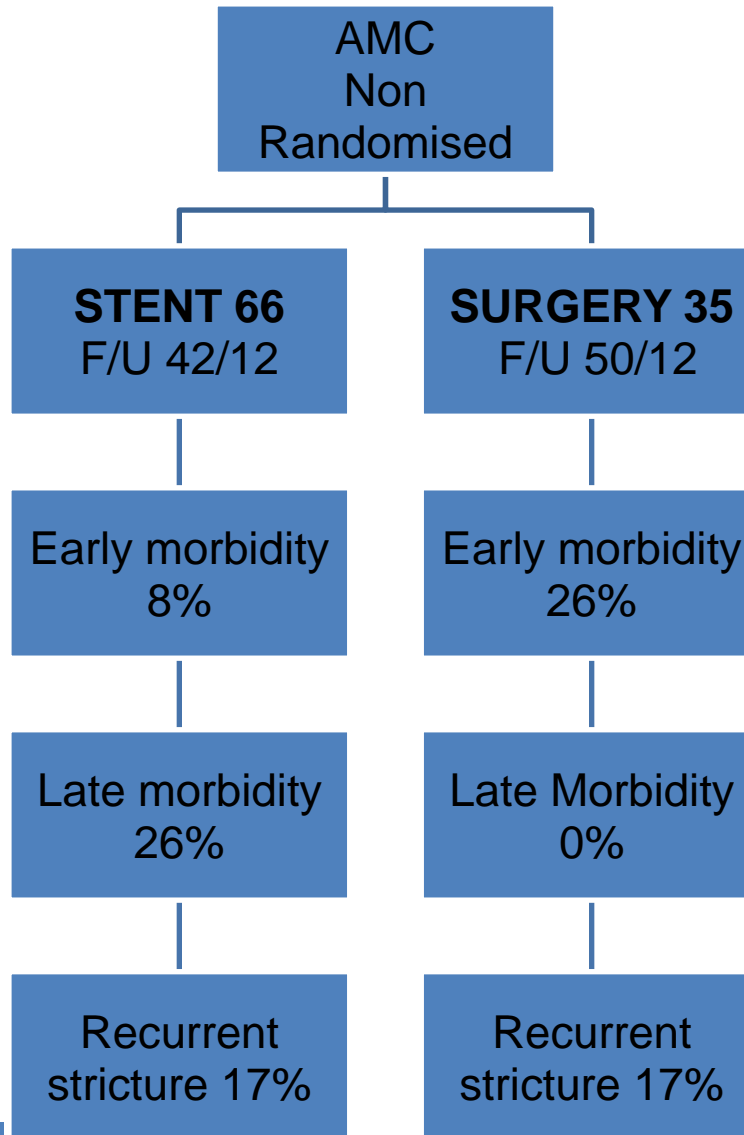 AMC
Non
Randomised
STENT 66
F/U 42/12
SURGERY 35
F/U 50/12
Early morbidity
8%
Early morbidity
26%
Late morbidity
26%
Late Morbidity
0%
Recurrent
stricture 17%
Recurrent
stricture 17%